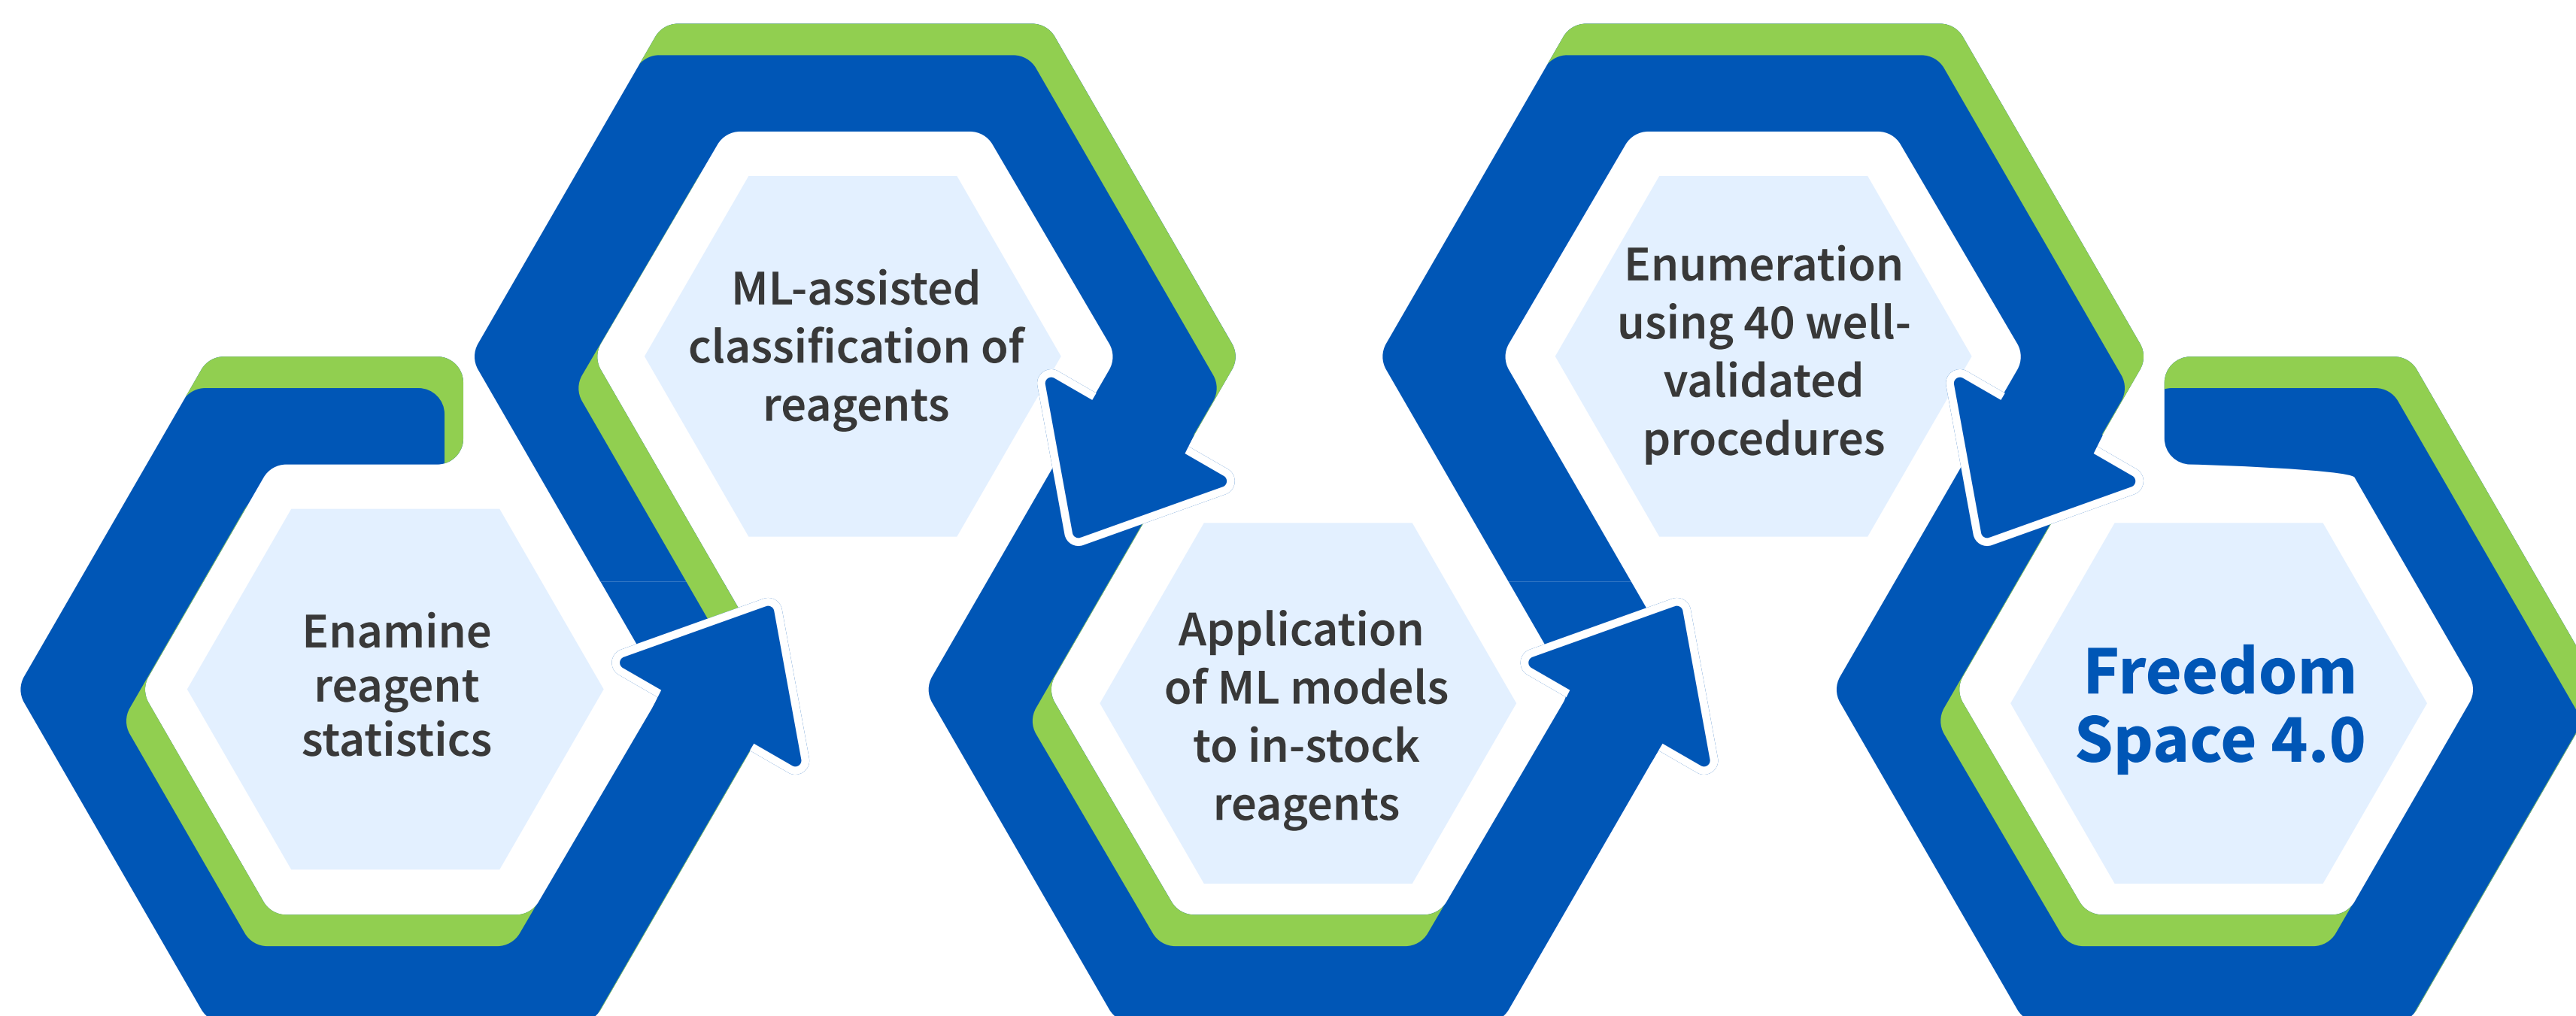 Enamine
reagent
statistics
ML-assisted
classification of
reagents
Application
of ML models
to in-stock
reagents
Enumeration
using 40 well-
validated
procedures
Freedom
Space 4.0